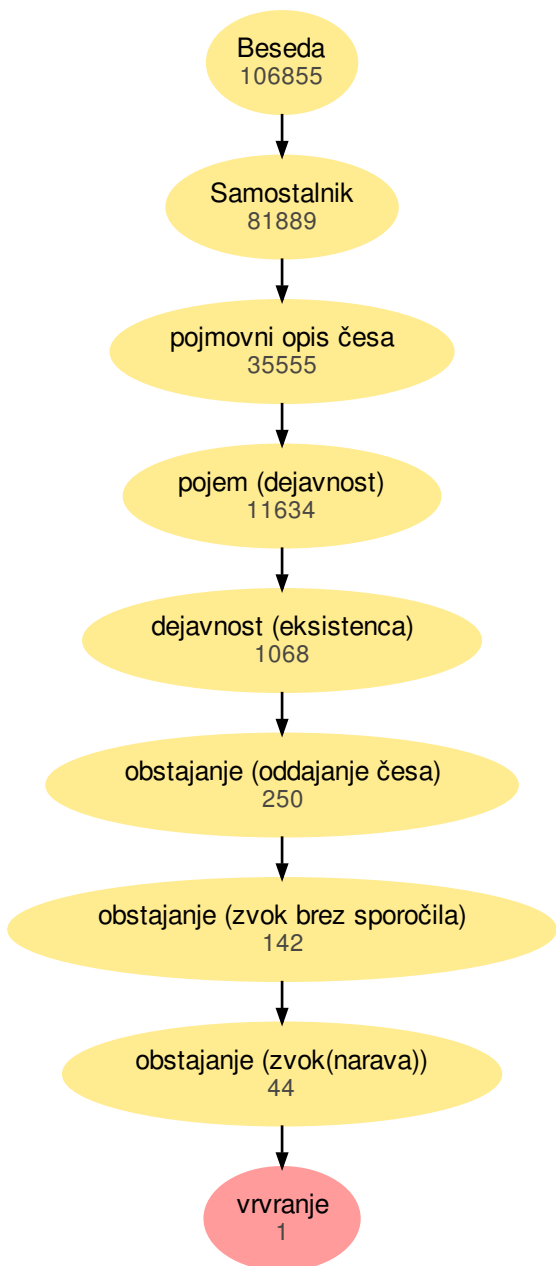 Beseda
106855
Samostalnik
81889
pojmovni opis česa
35555
pojem (dejavnost)
11634
dejavnost (eksistenca)
1068
obstajanje (oddajanje česa)
250
obstajanje (zvok brez sporočila)
142
obstajanje (zvok(narava))
44
vrvranje
1